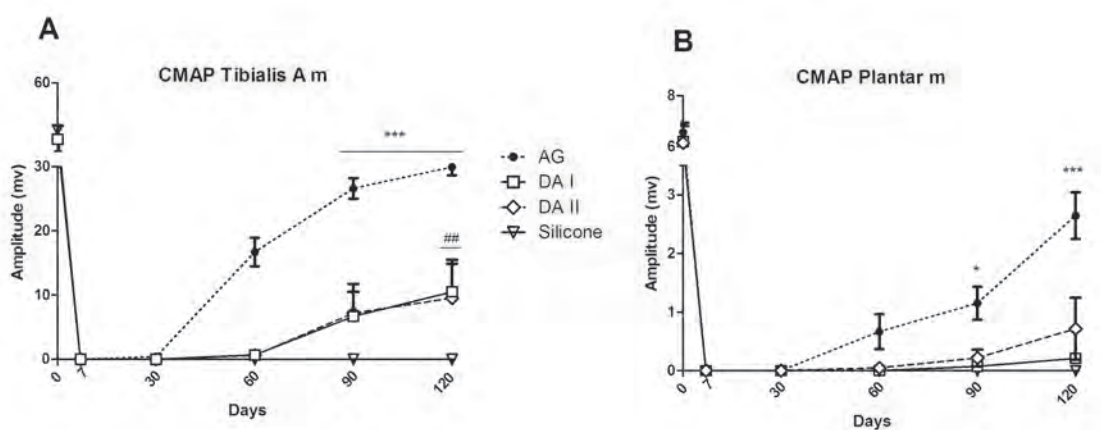 A
CMAP Tibialis A m
60
30
20
10
0
Amplitude (mv)
***
##
0
7
30
60
90
120
Days
AG
DA I
DA II
Silicone
B
CMAP Plantar m
8
6
3
2
1
0
Amplitude (mv)
*
***
0
7
30
60
90
120
Days